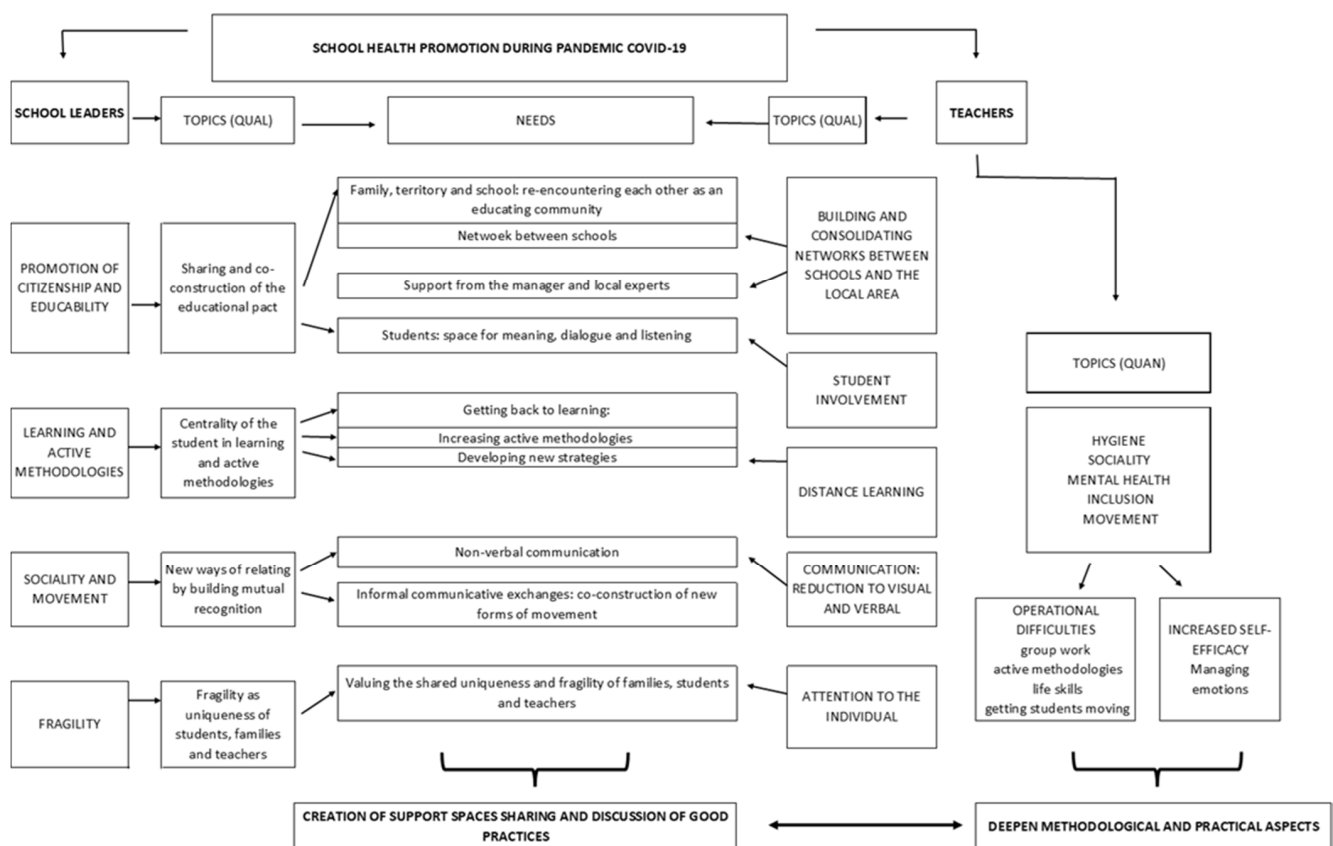 SCHOOL HEALTH PROMOTION DURING PANDEMIC COVID-19
SCHOOL LEADERS
TOPICS (QUAL)
NEEDS
TOPICS (QUAL)
TEACHERS
PROMOTION OF
CITIZENSHIP AND
EDUCABILITY
Sharing and co-
construction of the
educational pact
Family, territory and school: re-encountering each other as an
educating community
Netwoek between schools
Support from the manager and local experts
Students: space for meaning, dialogue and listening
BUILDING AND
CONSOLIDATING
NETWORKS BETWEEN
SCHOOLS AND THE
LOCAL AREA
STUDENT
INVOLVEMENT
LEARNING AND
ACTIVE
METHODOLOGIES
Centrality of the
student in learning
and active
methodologies
Getting back to learning:
Increasing active methodologies
Developing new strategies
DISTANCE LEARNING
SOCIALITY AND
MOVEMENT
New ways of relating
by building mutual
recognition
Non-verbal communication
Informal communicative exchanges: co-construction of new
forms of movement
COMMUNICATION:
REDUCTION TO VISUAL
AND VERBAL
FRAGILITY
Fragility as
uniqueness of
students, families
and teachers
Valuing the shared uniqueness and fragility of families, students
and teachers
ATTENTION TO THE
INDIVIDUAL
TOPICS (QUAN)
HYGIENE
SOCIALITY
MENTAL HEALTH
INCLUSION
MOVEMENT
OPERATIONAL
DIFFICULTIES
group work
active methodologies
life skills
getting students moving
INCREASED SELF-
EFFICACY
Managing
emotions
CREATION OF SUPPORT SPACES SHARING AND DISCUSSION OF GOOD
PRACTICES
DEEPEN METHODOLOGICAL AND PRACTICAL ASPECTS